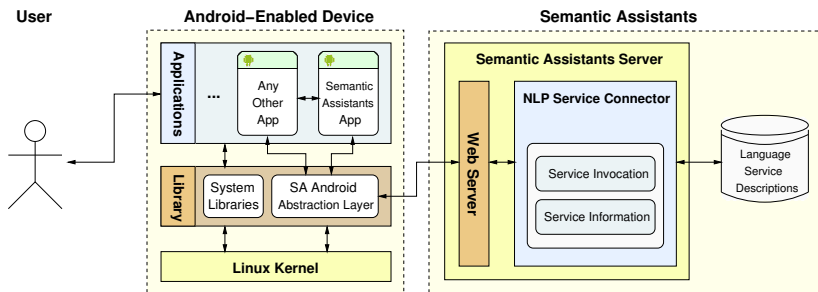 User
Android-Enabled Device
Semantic Assistants
Applications
...
Any
Other
App
Semantic
Assistants
App
Library
System
Libraries
SA Android
Abstraction Layer
Linux Kernel
Semantic Assistants Server
Web Server
NLP Service Connector
Service Invocation
Service Information
Language
Service
Descriptions